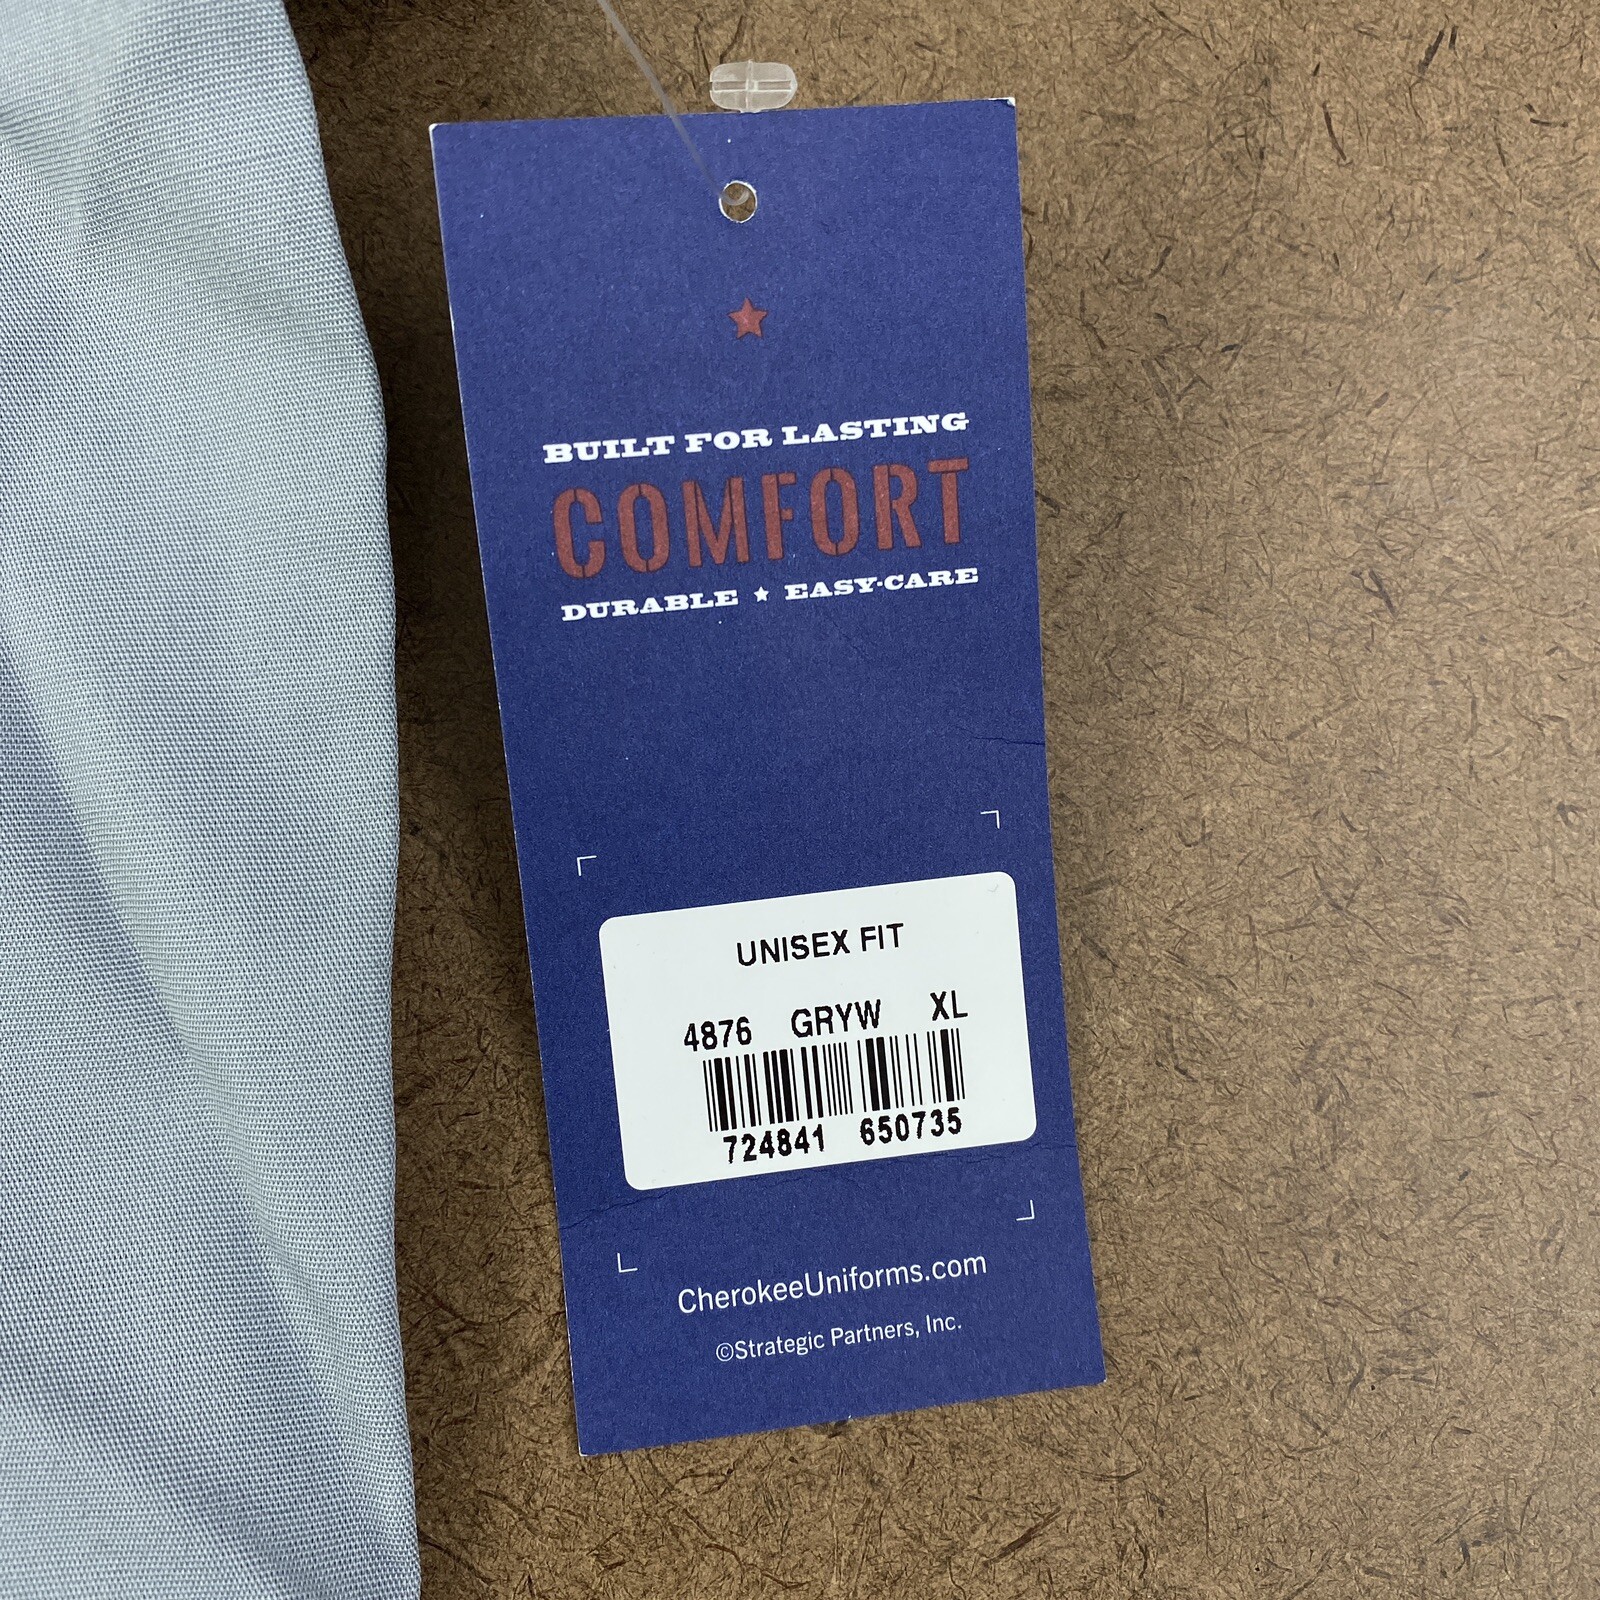 BUILT FOR LASTING
COMFORT
DURABLE ★ EASY-CARE
UNISEX FIT
4876 GRYW XL
724841 650735
CherokeeUniforms.com
©Strategic Partners, Inc.